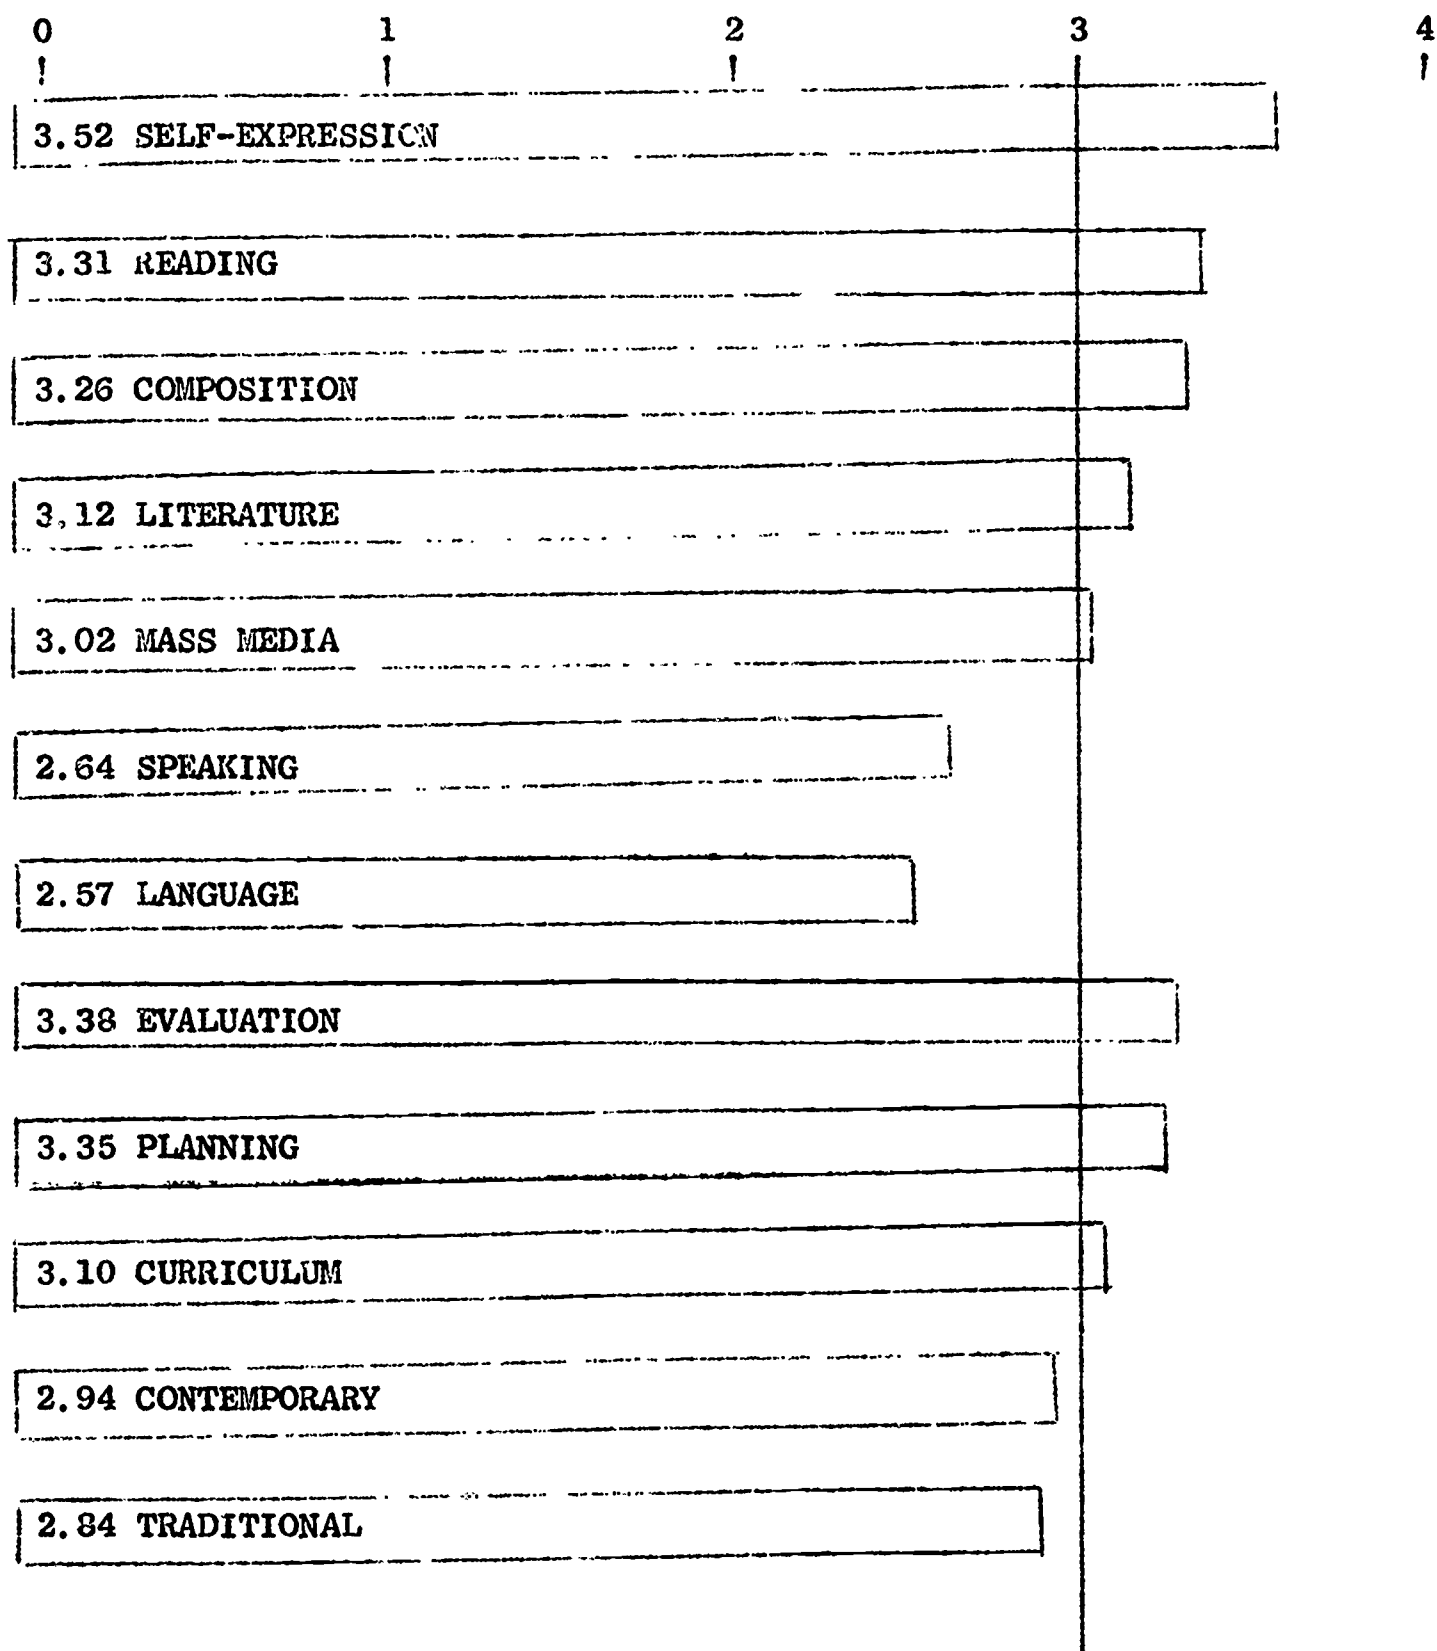 0 1 2 3 4
3.52 SELF-EXPRESSION
3.31 READING
3.26 COMPOSITION
3,12 LITERATURE
3.02 MASS MEDIA
2.64 SPEAKING
2.57 LANGUAGE
3.38 EVALUATION
3.35 PLANNING
3.10 CURRICULUM
2.94 CONTEMPORARY
2.84 TRADITIONAL